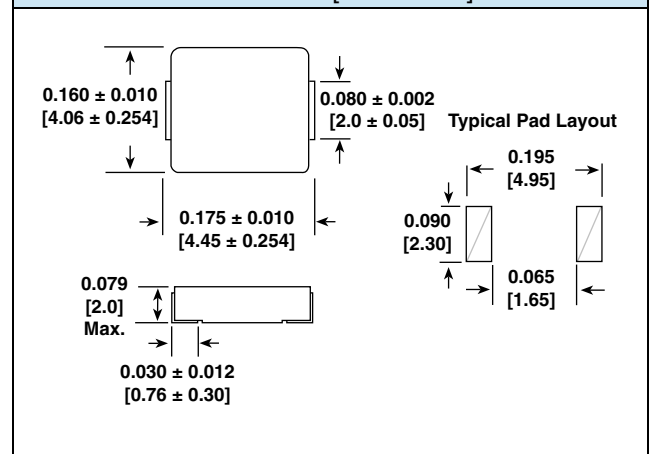 0.160 ± 0.010
[4.06 ± 0.254]
0.080 ± 0.002
[2.0 ± 0.05]
0.175 ± 0.010
[4.45 ± 0.254]
0.079
[2.0]
Max.
0.030 ± 0.012
[0.76 ± 0.30]
Typical Pad Layout
0.195
[4.95]
0.090
[2.30]
0.065
[1.65]